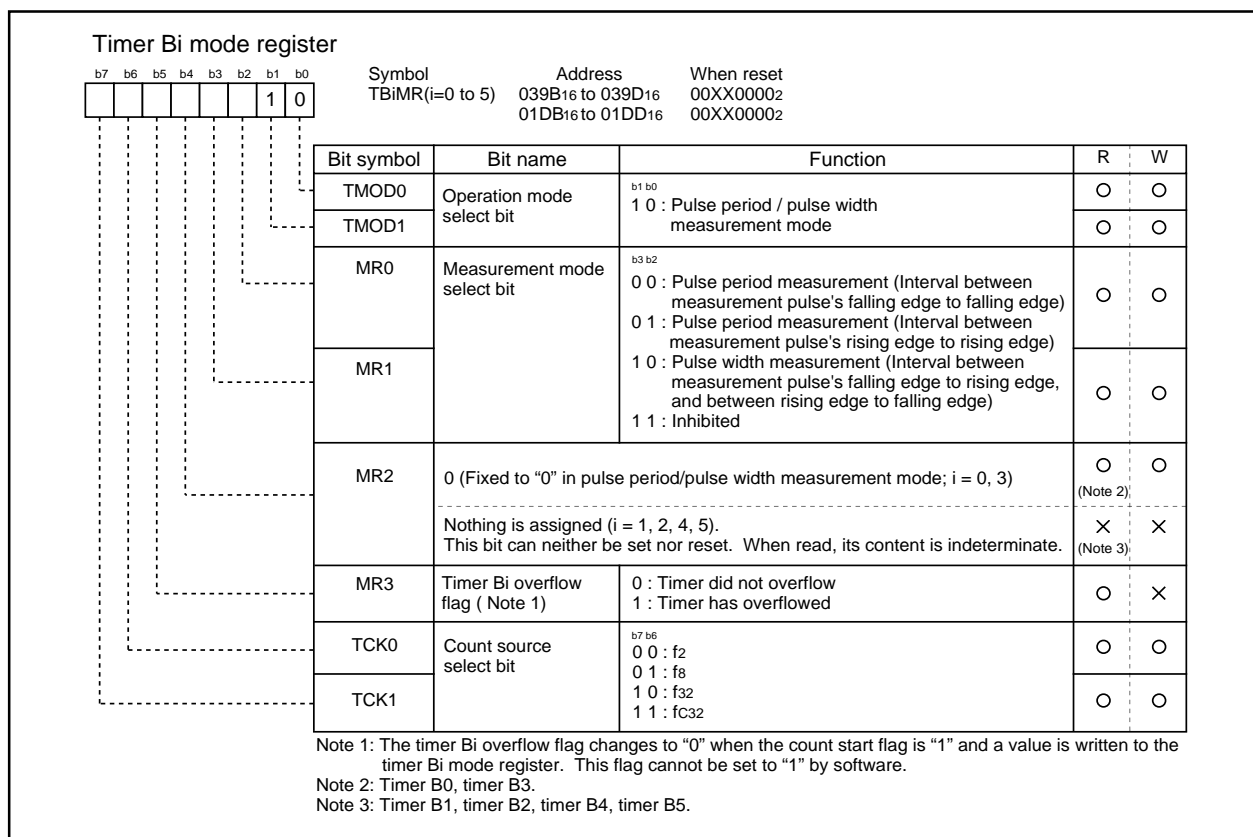 Timer Bi mode register
b7 b6 b5 b4 b3 b2 b1 b0
1 0
Symbol Address When reset
TBiMR(i=0 to 5) 039B16 to 039D16 00XX00002
01DB16 to 01DD16 00XX00002
Bit symbol Bit name Function R W
TMOD0 Operation mode select bit
TMOD1
b1 b0
1 0 : Pulse period / pulse width
measurement mode
MR0 Measurement mode
select bit
MR1
b3 b2
0 0 : Pulse period measurement (Interval between
measurement pulse's falling edge to falling edge)
0 1 : Pulse period measurement (Interval between
measurement pulse's rising edge to rising edge)
1 0 : Pulse width measurement (Interval between
measurement pulse's falling edge to rising edge,
and between rising edge to falling edge)
1 1 : Inhibited
MR2 0 (Fixed to “0” in pulse period/pulse width measurement mode; i = 0, 3)
(Note 2)
Nothing is assigned (i = 1, 2, 4, 5).
This bit can neither be set nor reset. When read, its content is indeterminate.
(Note 3)
MR3 Timer Bi overflow
flag ( Note 1)
0 : Timer did not overflow
1 : Timer has overflowed
TCK0 Count source
select bit
TCK1
b7 b6
0 0 : f2
0 1 : f8
1 0 : f32
1 1 : fC32
Note 1: The timer Bi overflow flag changes to “0” when the count start flag is “1” and a value is written to the
timer Bi mode register. This flag cannot be set to “1” by software.
Note 2: Timer B0, timer B3.
Note 3: Timer B1, timer B2, timer B4, timer B5.